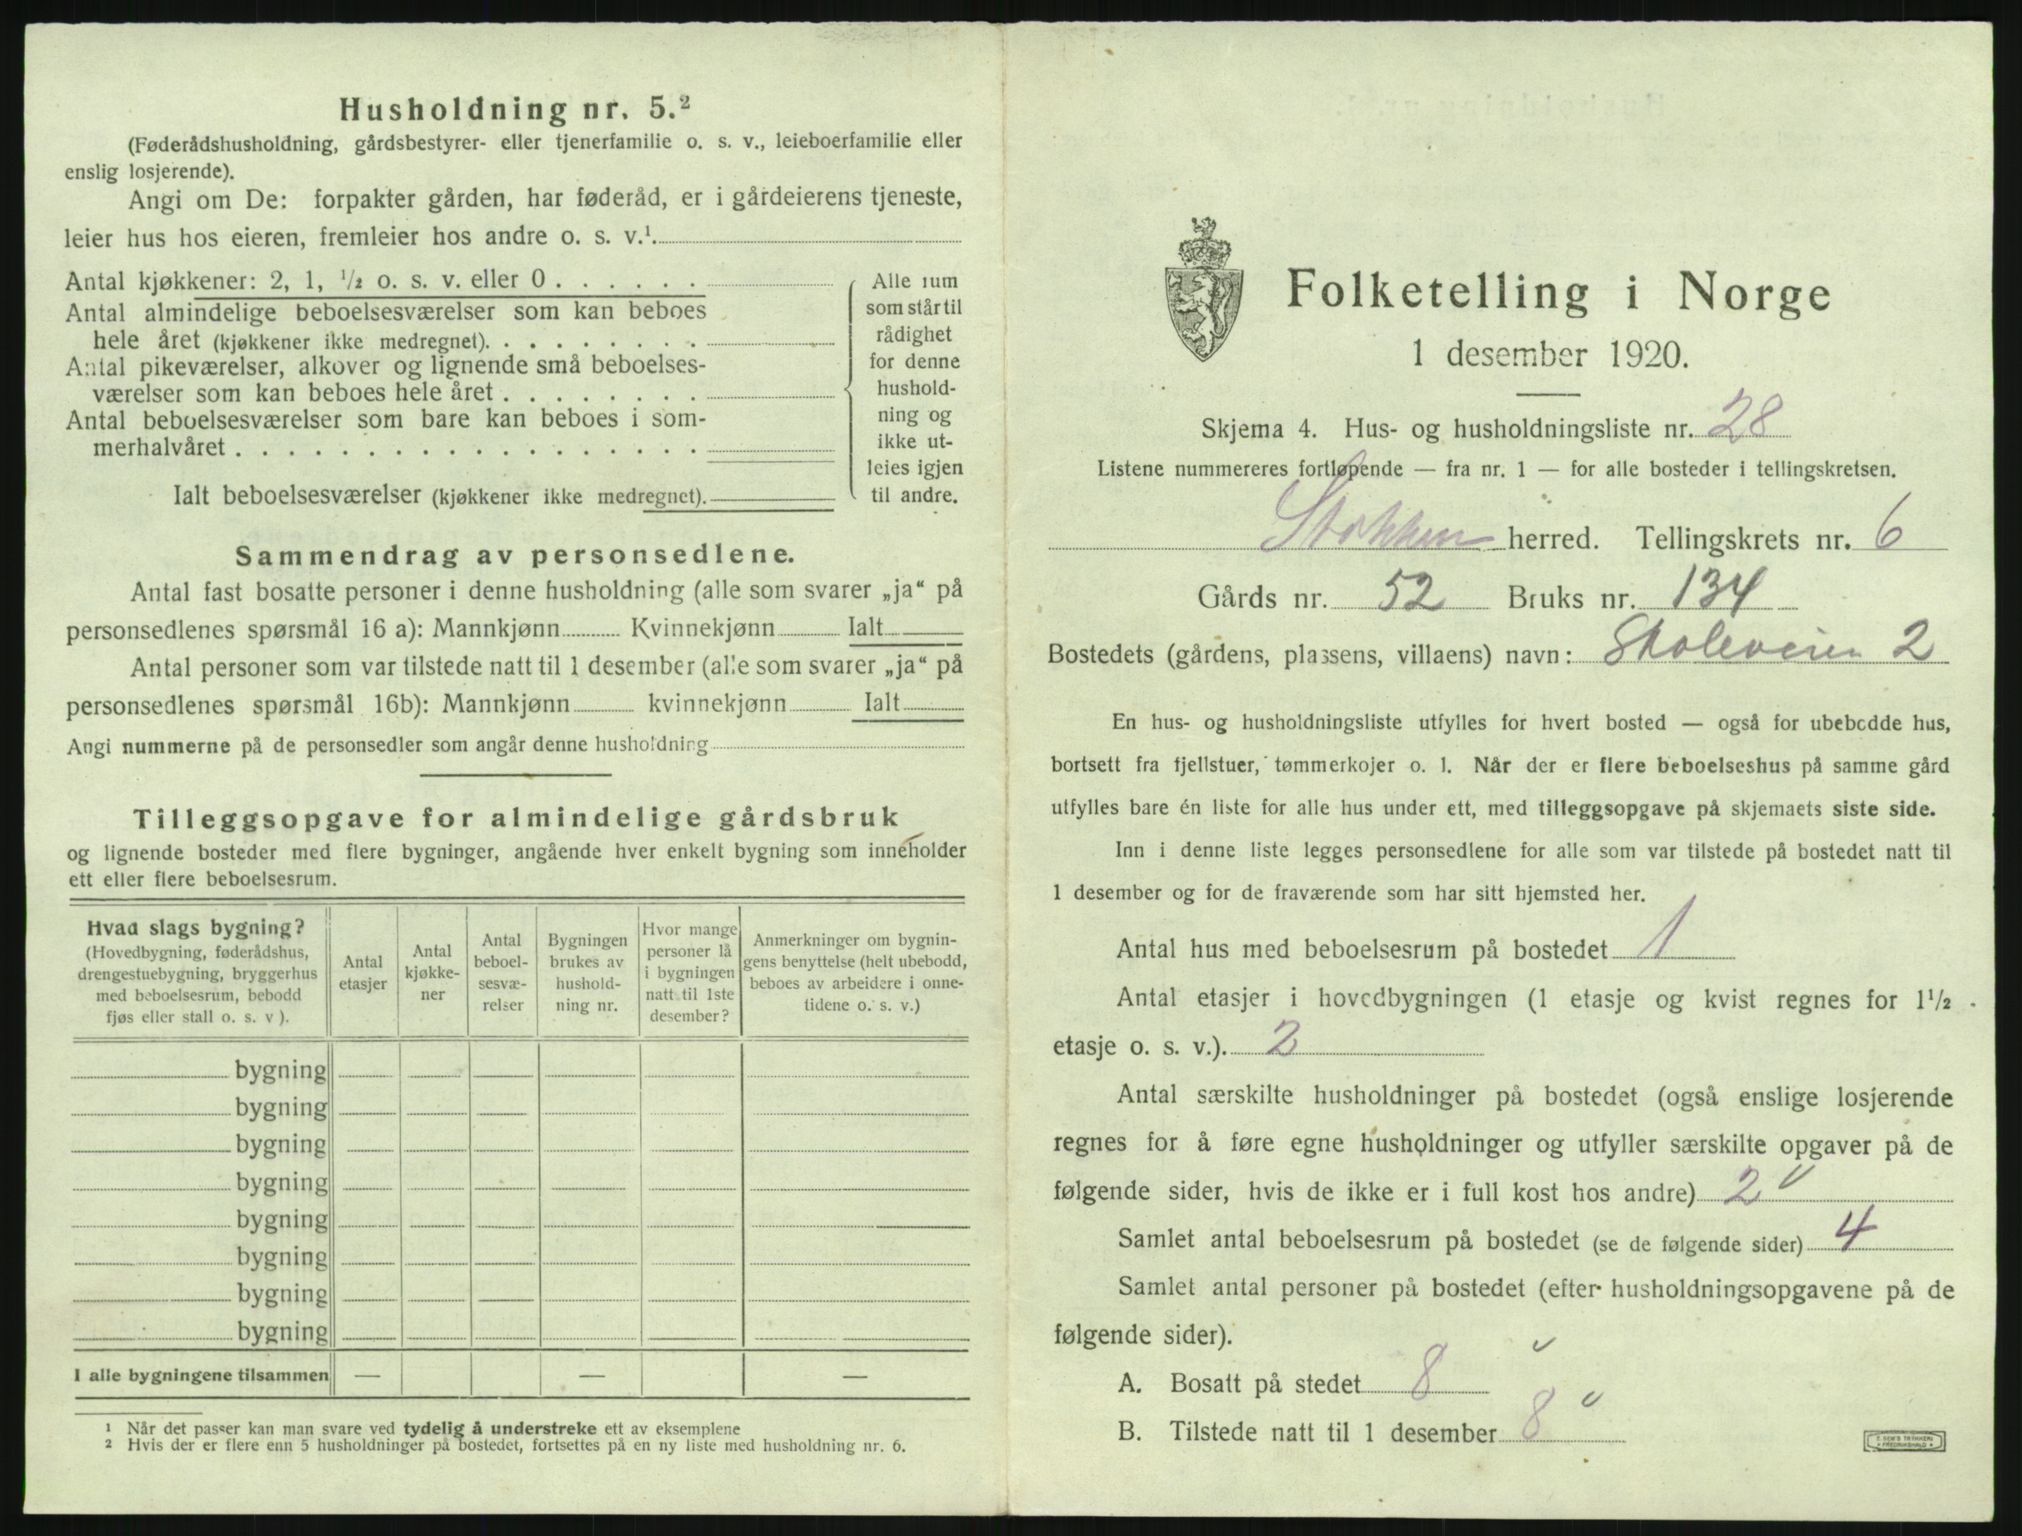 Husholdning nr. 5.²
(Føderådshusholdning, gårdsbestyrer- eller tjenerfamilie o. s. v., leieboerfamilie eller
enslig losjerende).
Angi om De: forpakter gården, har føderåd, er i gårdeierens tjeneste,
leier hus hos eieren, fremleier hos andre o. s. v.¹.
Antal kjøkkener: 2, 1, ½ o. s. v. eller 0 . . . . . .
Antal almindelige beboelsesværelser som kan beboes
hele året (kjøkkener ikke medregnet). . . . . . . . .
Antal pikeværelser, alkover og lignende små beboelses-
værelser som kan beboes hele året . . . . . . . .
Antal beboelsesværelser som bare kan beboes i som-
merhalvåret . . . . . . . . . . . . . . . . . .
Ialt beboelsesværelser (kjøkkener ikke medregnet).
Alle rum
som står til
rådighet
for denne
hushold-
ning og
ikke ut-
leies igjen
til andre.
Sammendrag av personsedlene.
Antal fast bosatte personer i denne husholdning (alle som svarer „ja“ på
personsedlenes spørsmål 16 a): Mannkjønn Kvinnekjønn Ialt
Antal personer som var tilstede natt til 1 desember (alle som svarer „ja“ på
personsedlenes spørsmål 16b): Mannkjønn kvinnekjønn Ialt
Angi nummerne på de personsedler som angår denne husholdning
Tilleggsopgave for almindelige gårdsbruk
og lignende bosteder med flere bygninger, angående hver enkelt bygning som inneholder
ett eller flere beboelsesrum.
Hvad slags bygning?
(Hovedbygning, føderådshus,
drengestuebygning, bryggerhus
med beboelsesrum, bebodd
fjøs eller stall o. s. v ).
Antal
etasjer
Antal
kjøkke-
ner
Antal
beboel-
sesvæ-
relser
Bygningen
brukes av
hushold-
ning nr.
Hvor mange
personer lå
i bygningen
natt til 1ste
desember?
Anmerkninger om bygnin-
gens benyttelse (helt ubebodd,
beboes av arbeidere i onne-
tidene o. s. v.)
bygning
bygning
bygning
bygning
bygning
bygning
bygning
bygning
I alle bygningene tilsammen — — —
¹ Når det passer kan man svare ved tydelig å understreke ett av eksemplene
² Hvis der er flere enn 5 husholdninger på bostedet, fortsettes på en ny liste med husholdning nr. 6.
Folketelling i Norge
1 desember 1920.
Skjema 4. Hus- og husholdningsliste nr. 28
Listene nummereres fortløpende — fra nr. 1 — for alle bosteder i tellingskretsen.
Stokken herred. Tellingskrets nr. 6
Gårds nr. 52 Bruks nr. 134
Bostedets (gårdens, plassens, villaens) navn: Skoleveien 2
En hus- og husholdningsliste utfylles for hvert bosted — også for ubebodde hus,
bortsett fra fjellstuer, tømmerkojer o. l. Når der er flere beboelseshus på samme gård
utfylles bare én liste for alle hus under ett, med tilleggsopgave på skjemaets siste side.
Inn i denne liste legges personsedlene for alle som var tilstede på bostedet natt til
1 desember og for de fraværende som har sitt hjemsted her.
Antal hus med beboelsesrum på bostedet 1
Antal etasjer i hovedbygningen (1 etasje og kvist regnes for 1½
etasje o. s. v.). 2
Antal særskilte husholdninger på bostedet (også enslige losjerende
regnes for å føre egne husholdninger og utfyller særskilte opgaver på de
følgende sider, hvis de ikke er i full kost hos andre) 2
Samlet antal beboelsesrum på bostedet (se de følgende sider) 4
Samlet antal personer på bostedet (efter husholdningsopgavene på de
følgende sider).
A. Bosatt på stedet 8
B. Tilstede natt til 1 desember 8